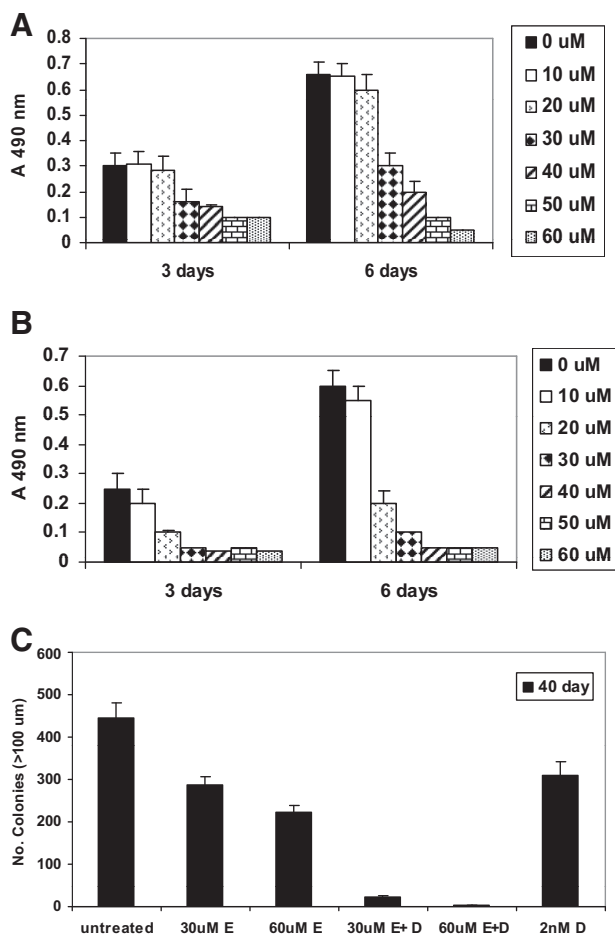 A
0.8
0.7
0.6
0.5
0.4
0.3
0.2
0.1
0
A 490 nm
3 days 6 days
0 uM
10 uM
20 uM
30 uM
40 uM
50 uM
60 uM
B
0.7
0.6
0.5
0.4
0.3
0.2
0.1
0
A 490 nm
3 days 6 days
0 uM
10 uM
20 uM
30 uM
40 uM
50 uM
60 uM
C
600
500
400
300
200
100
0
No. Colonies (>100 um)
40 day
untreated 30uM E 60uM E 30uM E+ D 60uM E+D 2nM D